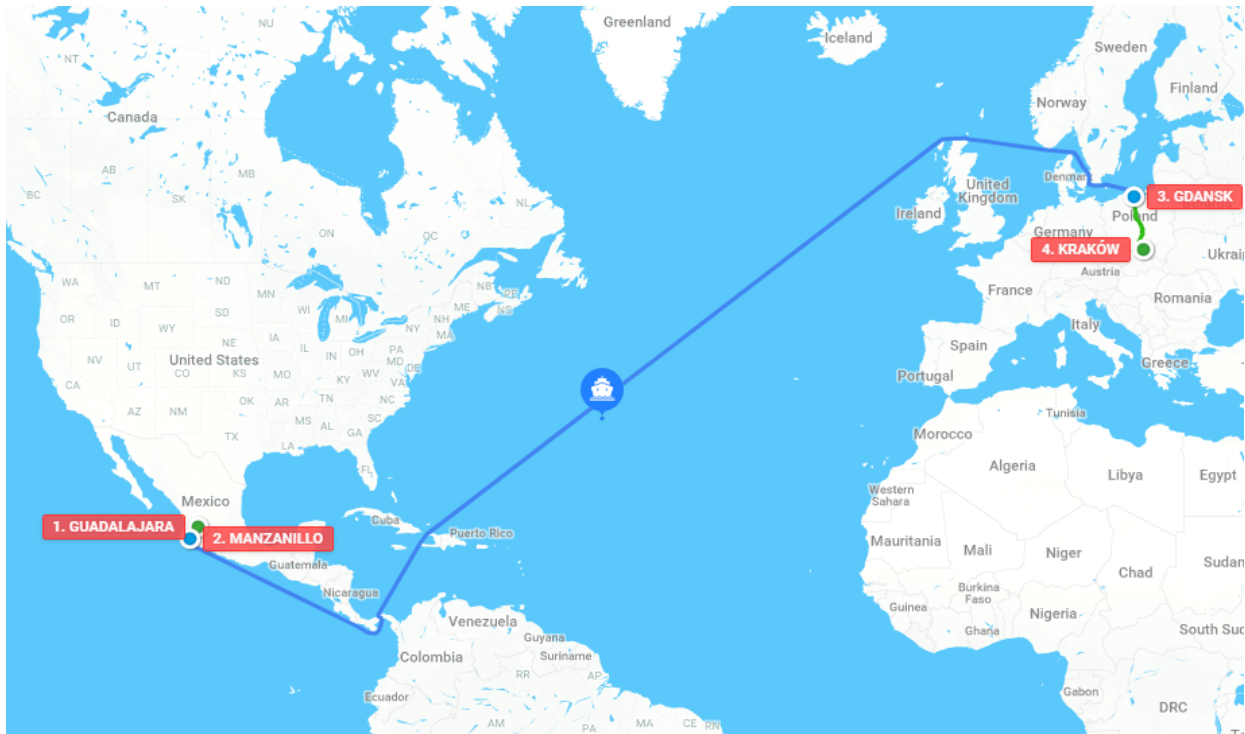 Greenland
NU
Iceland
Sweden
NT
Finland
Norway
Canada
AB
MB
Denmark
BC
SK
NL
United
Kingdom
3. GDANSK
Ireland
Poland
ON
QC
Germany
4. KRAKÓW
Ukrai
Austria
WA
MT
ND
MN
NB
PE
NS
France
Romania
OR
ID
SD
WI
MI
ME
NH
MA
NY
WY
Italy
NE
IA
PA
Spain
United States
NV
UT
CO
KS
MO
IL
IN
OH
WV
MD
DE
KY
VA
Greece
CA
Portugal
OK
AR
TN
NC
AZ
NM
MS
AL
SC
GA
Tunisia
TX
LA
Morocco
FL
Algeria
Libya
Egypt
Western
Sahara
Mexico
1. GUADALAJARA
2. MANZANILLO
Cuba
Puerto Rico
Mauritania
Mali
Niger
Chad
Sudan
Guatemala
Nicaragua
Burkina
Faso
Guinea
Nigeria
Ghana
South Sud
Venezuela
Guyana
Suriname
Colombia
RR
AP
Ecuador
Gabon
DRC
AM
PA
MA
CE
RN